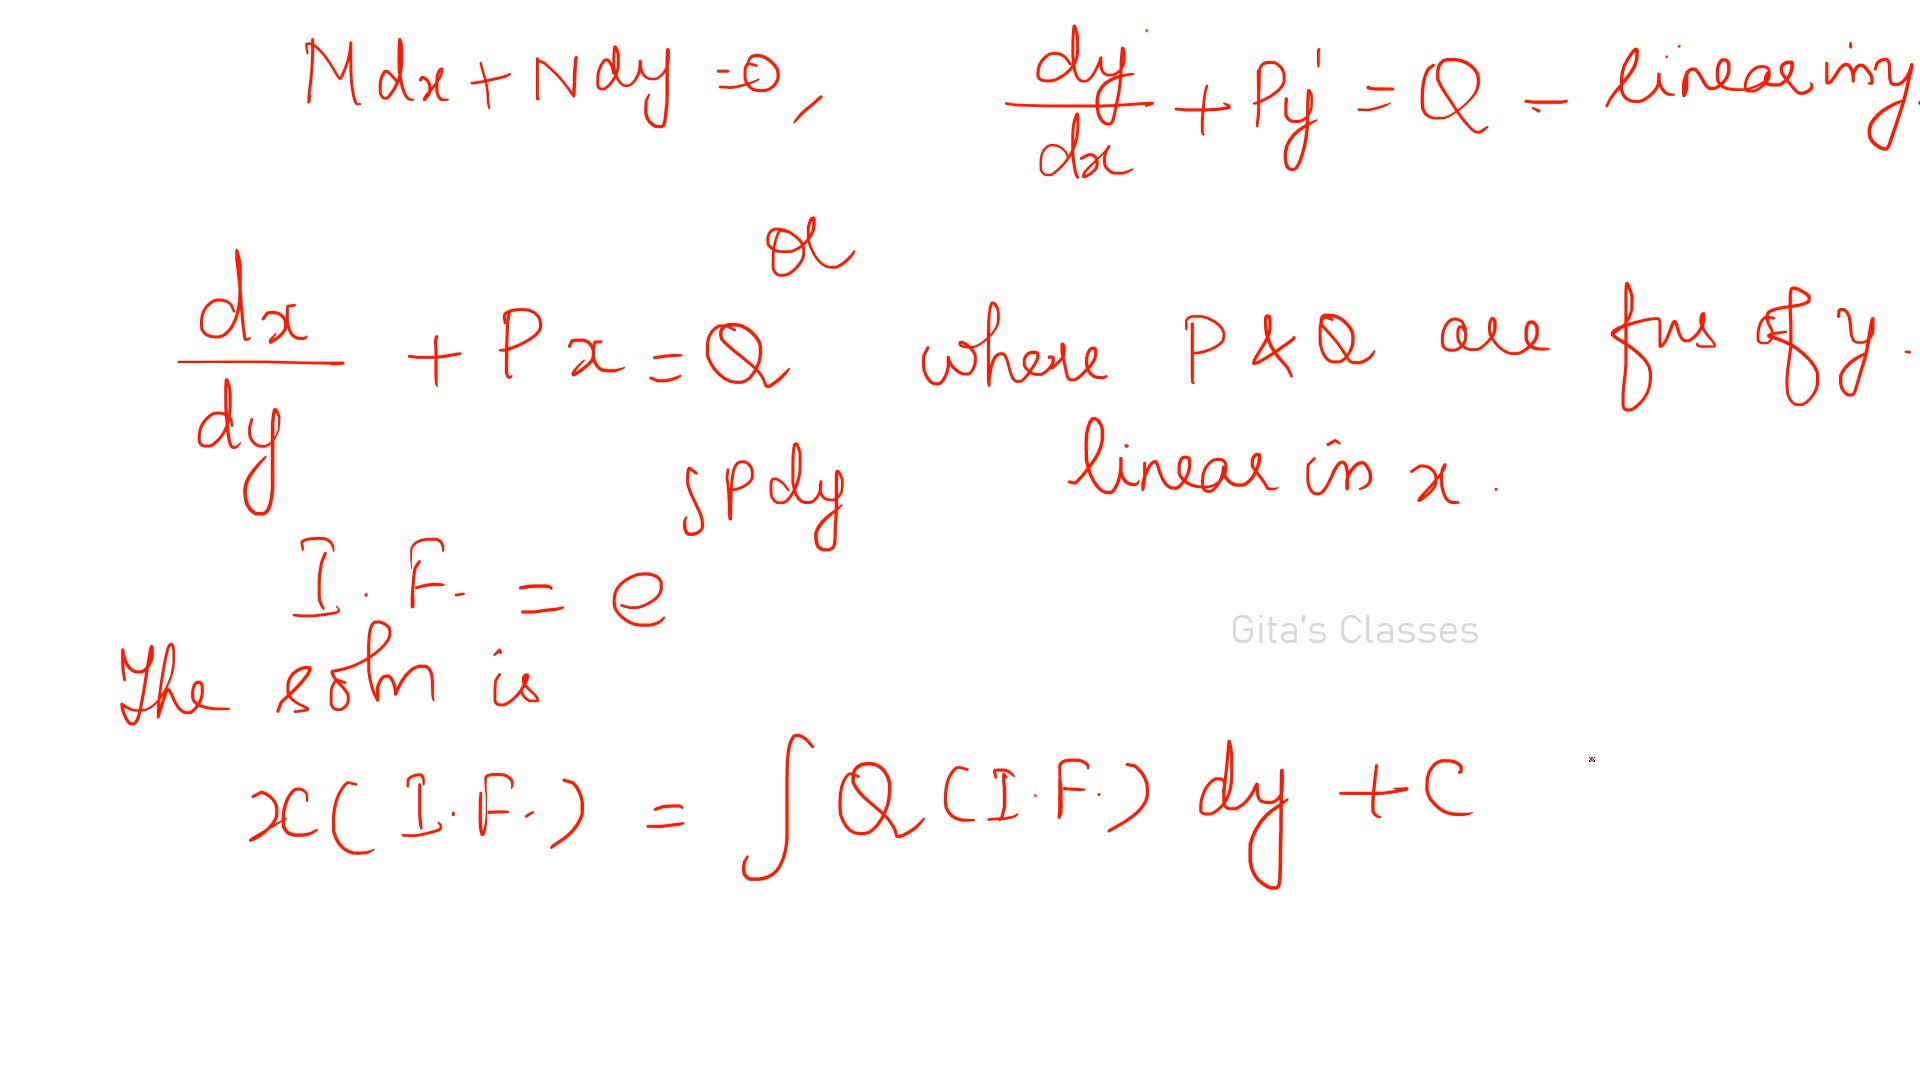 Mdx + Ndy = 0, dy/dx + Py' = Q - linear in y.
or
dx/dy + Px = Q where P & Q are fns of y.
linear in x.
I.F. = e^∫Pdy
Gita's Classes
The soln is
x(I.F.) = ∫Q(I.F.) dy + C